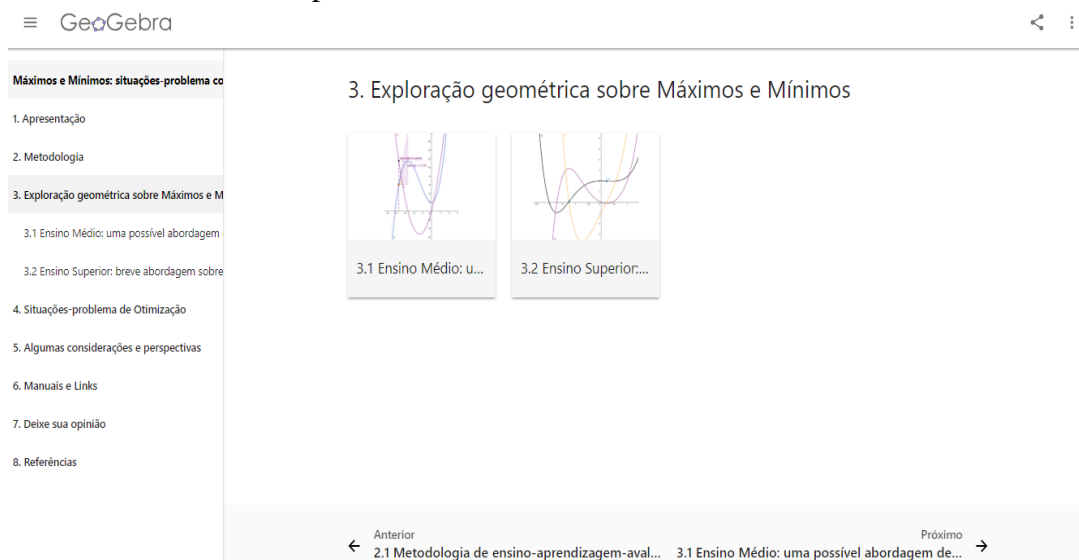 GeoGebra
Máximos e Mínimos: situações-problema co
1. Apresentação
2. Metodologia
3. Exploração geométrica sobre Máximos e M
3.1 Ensino Médio: uma possível abordagem
3.2 Ensino Superior: breve abordagem sobre
4. Situações-problema de Otimização
5. Algumas considerações e perspectivas
6. Manuais e Links
7. Deixe sua opinião
8. Referências
3. Exploração geométrica sobre Máximos e Mínimos
3.1 Ensino Médio: u...
3.2 Ensino Superior:...
Anterior
2.1 Metodologia de ensino-aprendizagem-aval...
Próximo
3.1 Ensino Médio: uma possível abordagem de...